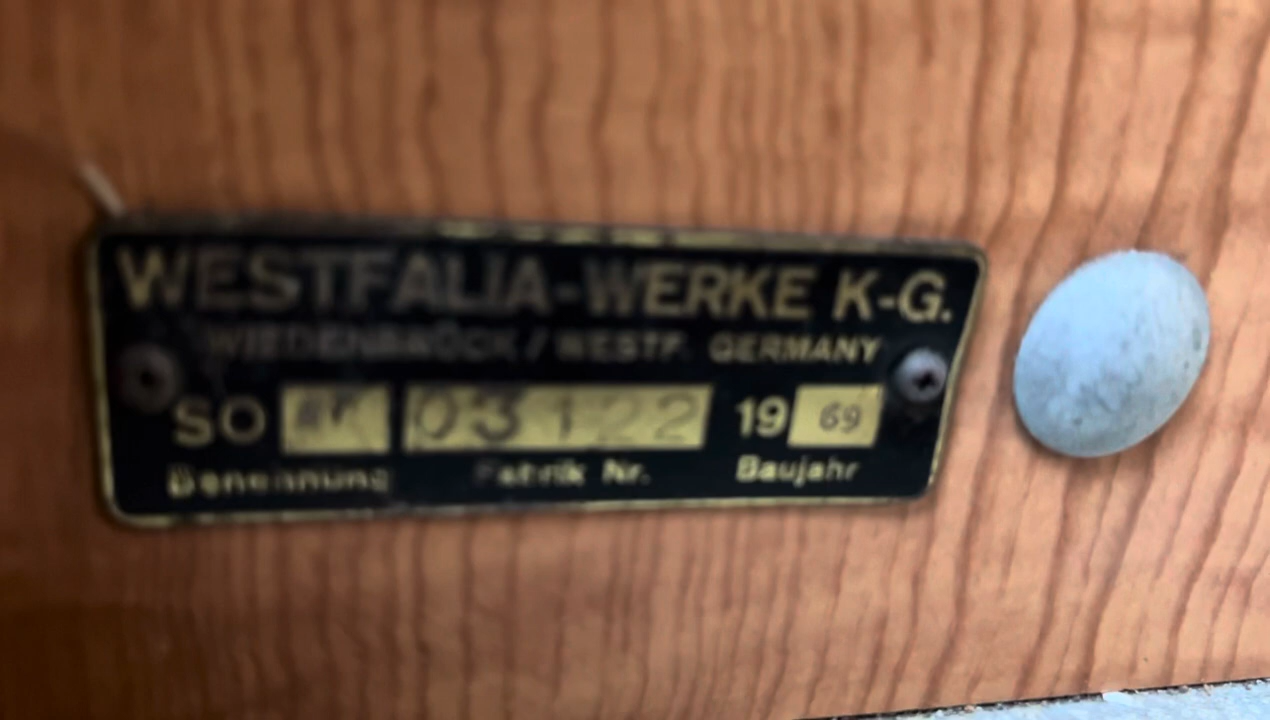 WESTFALIA-WERKE K-G.
WIEDENBRÜCK / WESTF. GERMANY
SO 03122 19 69
Benennung Fabrik Nr. Baujahr